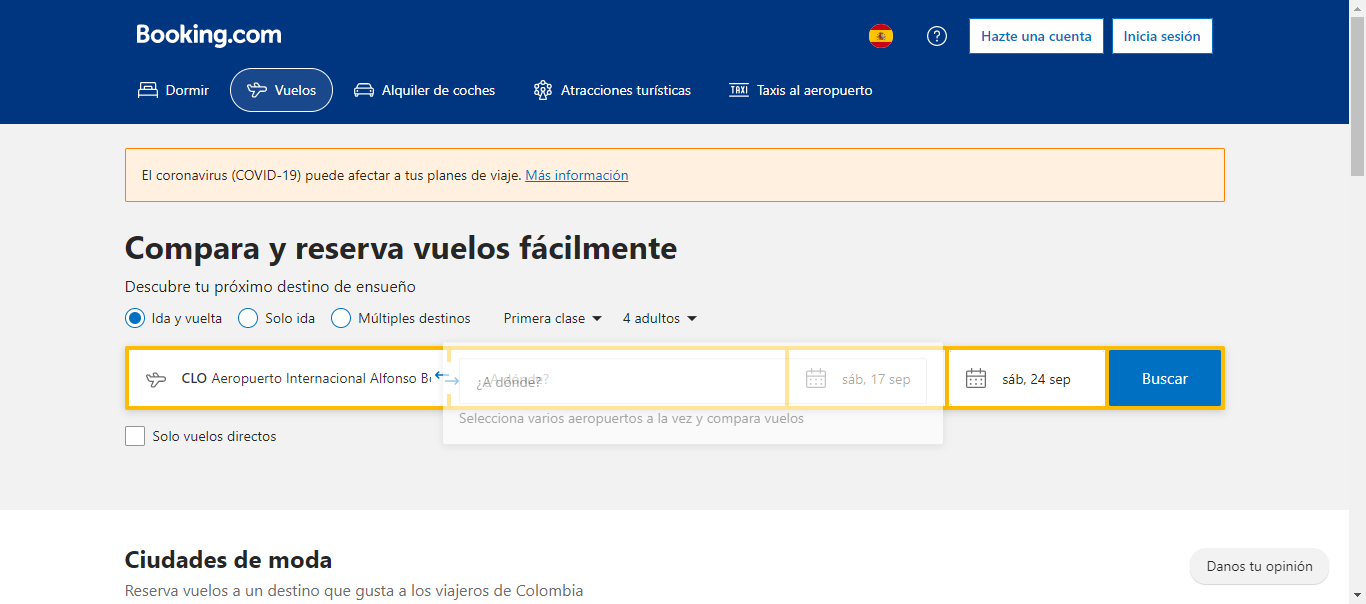 Booking.com
Hazte una cuenta
Inicia sesión
Dormir
Vuelos
Alquiler de coches
Atracciones turísticas
TAXI
Taxis al aeropuerto
El coronavirus (COVID-19) puede afectar a tus planes de viaje. Más información
Compara y reserva vuelos fácilmente
Descubre tu próximo destino de ensueño
Ida y vuelta
Solo ida
Múltiples destinos
Primera clase
4 adultos
CLO Aeropuerto Internacional Alfonso Bo
¿A dónde?
sáb, 17 sep
sáb, 24 sep
Buscar
Selecciona varios aeropuertos a la vez y compara vuelos
Solo vuelos directos
Ciudades de moda
Reserva vuelos a un destino que gusta a los viajeros de Colombia
Danos tu opinión